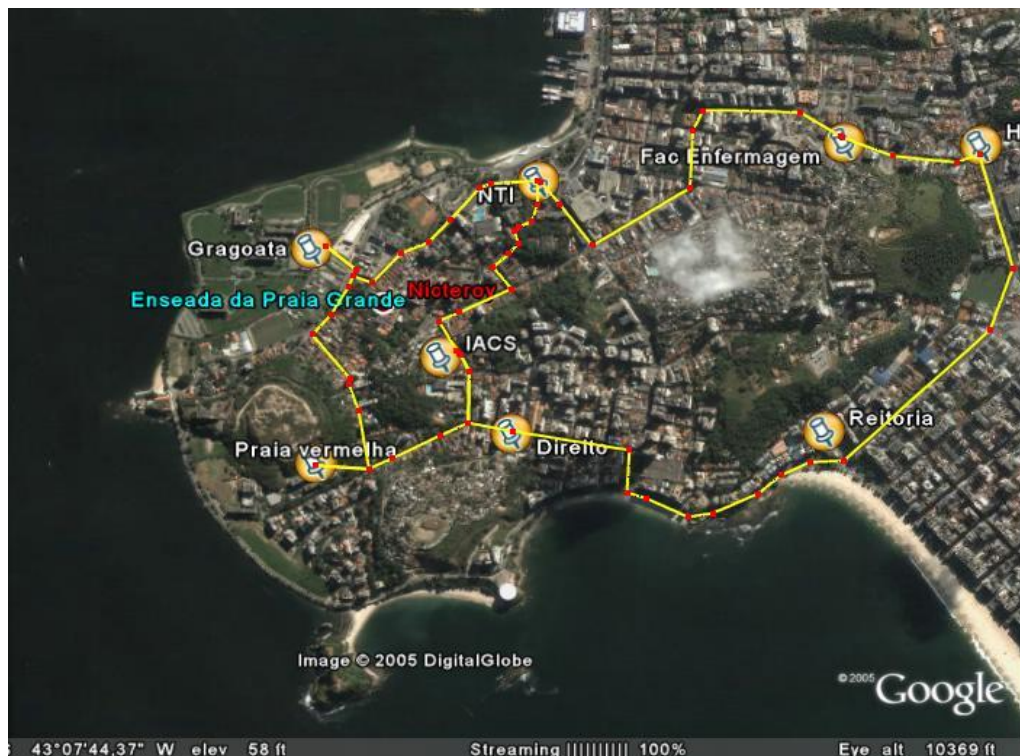 H
Fac Enfermagem
NTI
Gragoata
Nicterov
Enseada da Praia Grande
IACS
Reitoria
Direito
Praia vermelha
Image © 2005 DigitalGlobe
©2005 Google
43°07'44,37" W elev 58 ft Streaming |||||||||| 100% Eye alt 10369 ft